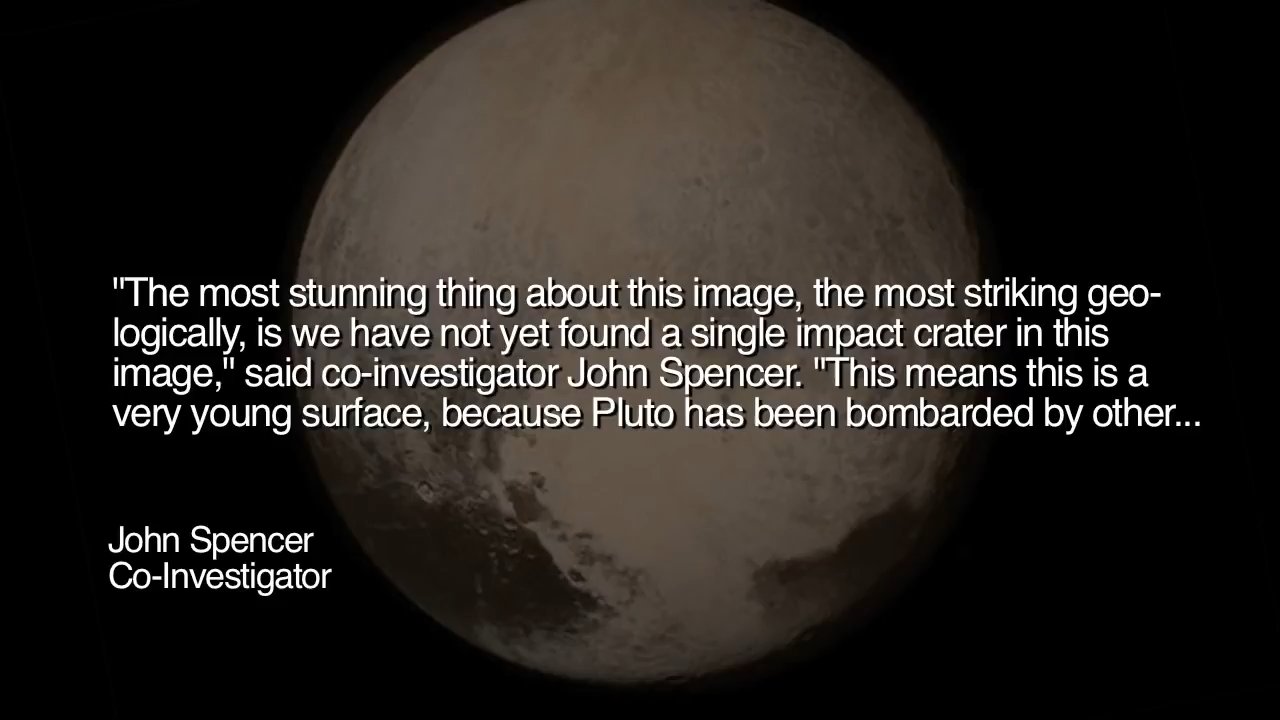 "The most stunning thing about this image, the most striking geo-
logically, is we have not yet found a single impact crater in this
image," said co-investigator John Spencer. "This means this is a
very young surface, because Pluto has been bombarded by other...
John Spencer
Co-Investigator